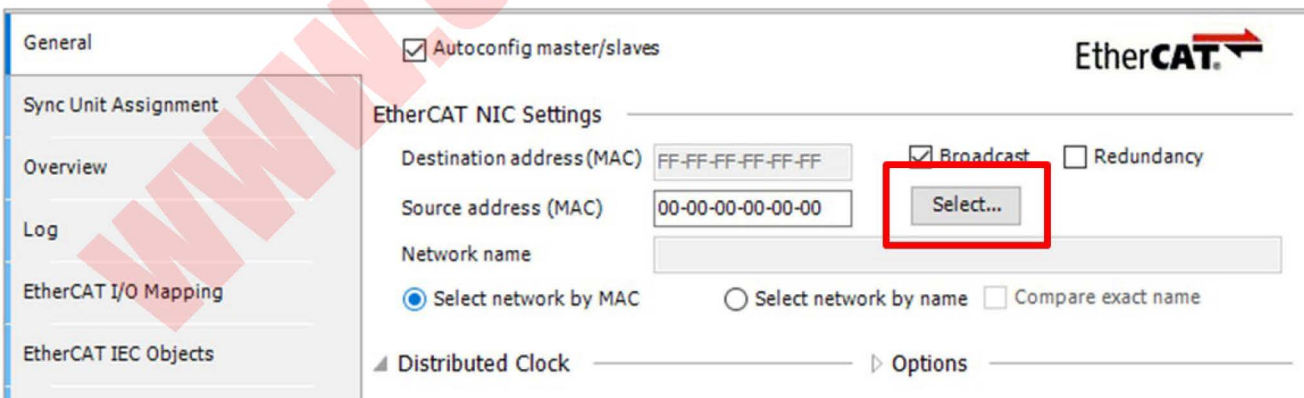 General
Autoconfig master/slaves
EtherCAT.
Sync Unit Assignment
EtherCAT NIC Settings
Overview
Destination address (MAC) FF-FF-FF-FF-FF-FF Broadcast Redundancy
Log
Source address (MAC) 00-00-00-00-00-00 Select...
Network name
EtherCAT I/O Mapping
Select network by MAC Select network by name Compare exact name
EtherCAT IEC Objects
Distributed Clock Options
www.